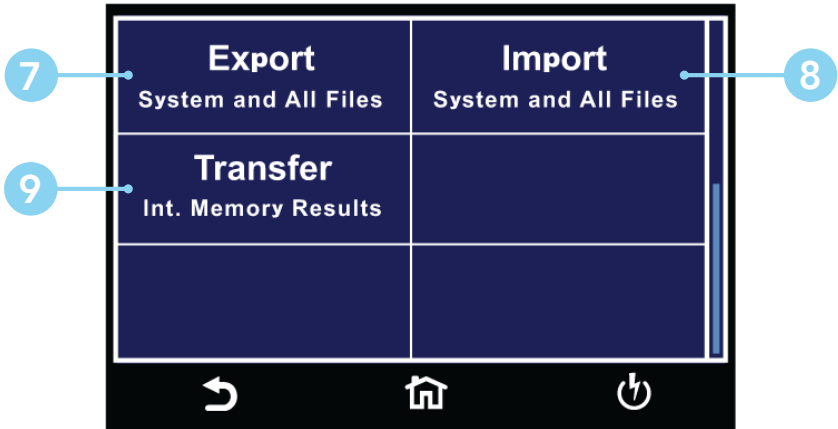 Export
Import
7
8
System and All Files
System and All Files
Transfer
9
Int. Memory Results